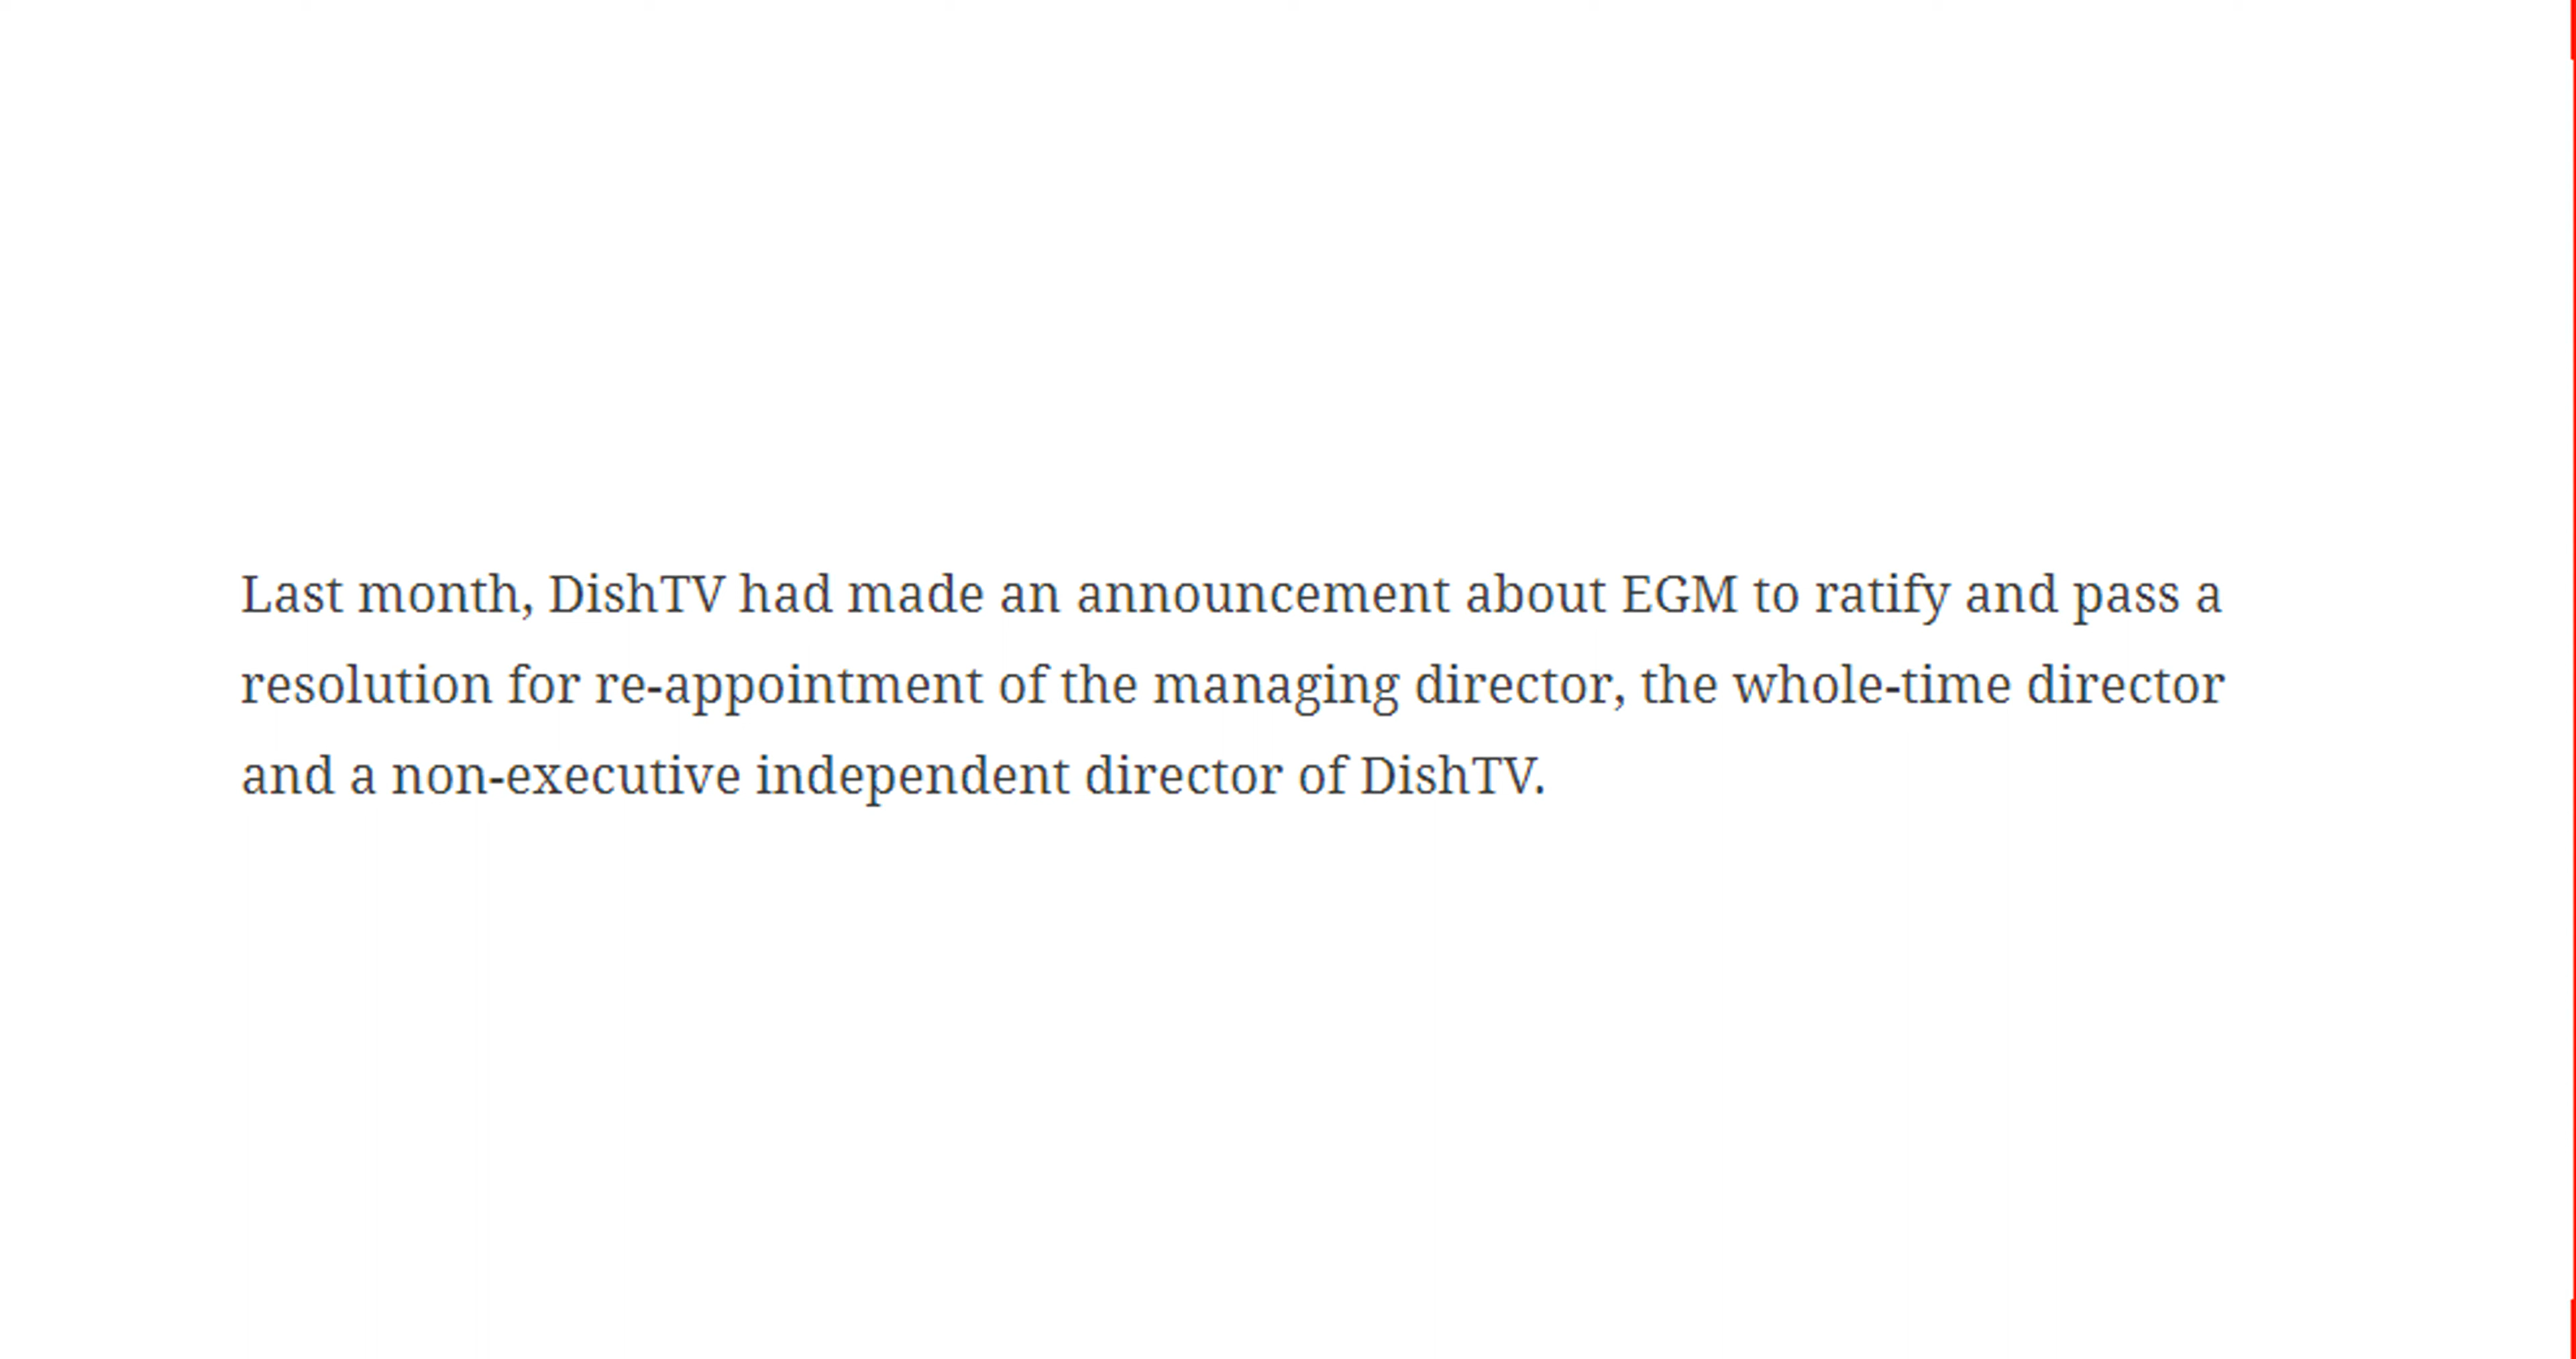 Last month, DishTV had made an announcement about EGM to ratify and pass a
resolution for re-appointment of the managing director, the whole-time director
and a non-executive independent director of DishTV.